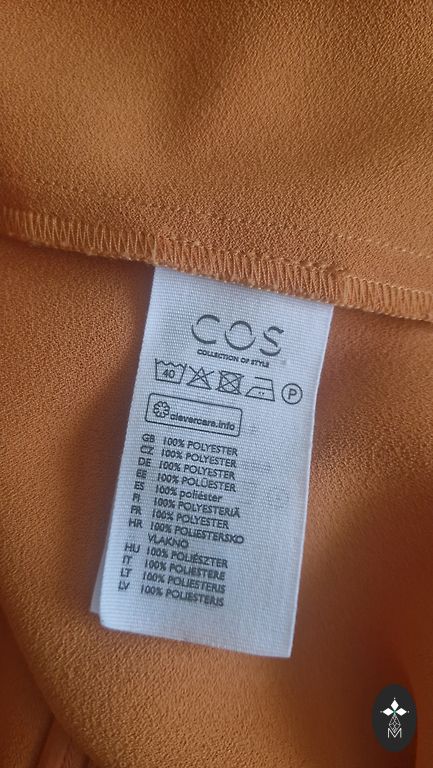 COS
COLLECTION OF STYLE
40 P
clevercare.info
GB 100% POLYESTER
CZ 100% POLYESTER
DE 100% POLYESTER
EE 100% POLÜESTER
ES 100% poliéster
FI 100% POLYESTERIÄ
FR 100% POLYESTER
HR 100% POLIESTERSKO
VLAKNO
HU 100% POLIÉSZTER
IT 100% POLIESTERE
LT 100% POLIESTERIS
LV 100% POLIESTERIS
M